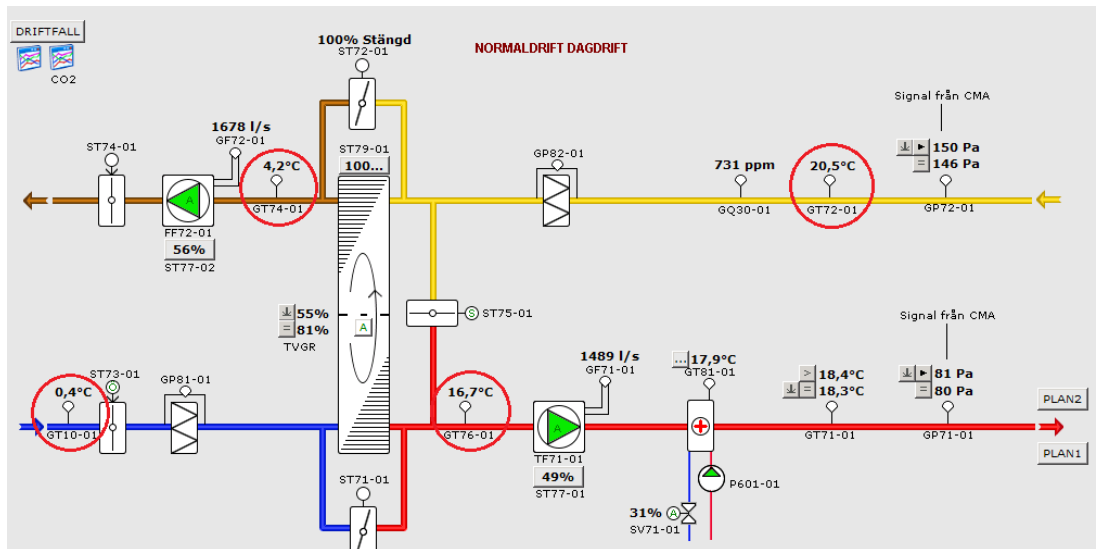 DRIFTFALL
CO2
100% Stängd
ST72-01
NORMALDRIFT DAGDRIFT
Signal från CMA
ST74-01
1678 l/s
GF72-01
4,2°C
GT74-01
ST79-01
100...
GP82-01
731 ppm
GQ30-01
20,5°C
GT72-01
150 Pa
= 146 Pa
GP72-01
A
FF72-01
56%
ST77-02
55%
= 81%
TVGR
A
S ST75-01
Signal från CMA
ST73-01
O
0,4°C
GT10-01
GP81-01
16,7°C
GT76-01
1489 l/s
GF71-01
A
TF71-01
49%
ST77-01
... 17,9°C
GT81-01
> 18,4°C
= 18,3°C
GT71-01
81 Pa
= 80 Pa
GP71-01
PLAN2
PLAN1
ST71-01
P601-01
31% A
SV71-01